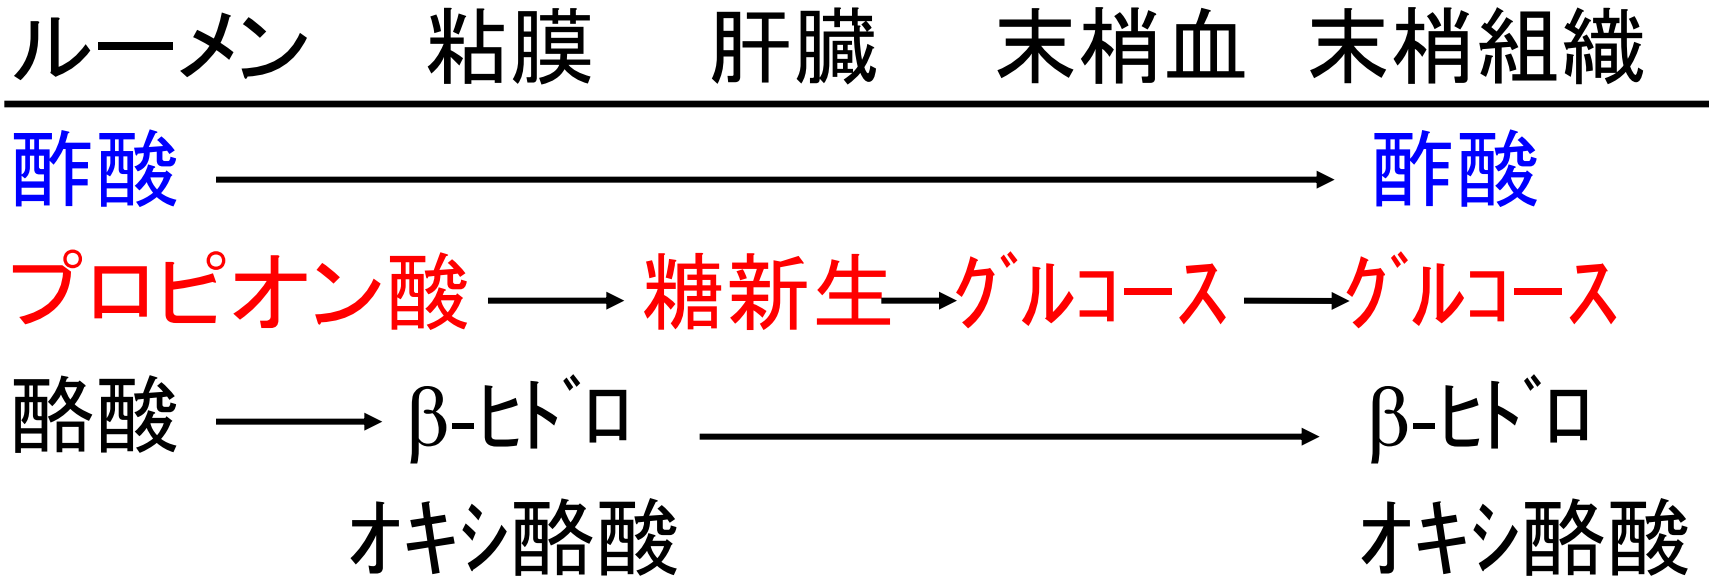 ルーメン 粘膜 肝臓 末梢血 末梢組織
酢酸 酢酸
プロピオン酸 糖新生 グルコース グルコース
酪酸 β-ヒドロ β-ヒドロ
オキシ酪酸 オキシ酪酸